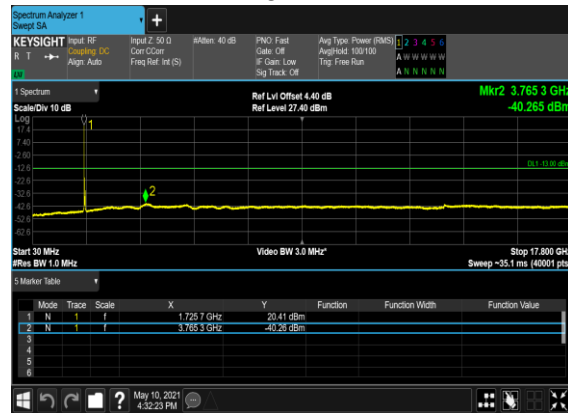 Spectrum Analyzer 1
Swept SA
+
KEYSIGHT Input: RF Input Z: 50 Ω #Atten: 40 dB PNO: Fast Avg Type: Power (RMS) 1 2 3 4 5 6
R T Coupling: DC Corr CCorr Gate: Off Avg|Hold: 100/100 A W W W W W
Align: Auto Freq Ref: Int (S) IF Gain: Low Trig: Free Run
LXI Sig Track: Off A N N N N N
1 Spectrum Ref Lvl Offset 4.40 dB Mkr2 3.765 3 GHz
Scale/Div 10 dB Ref Level 27.40 dBm -40.265 dBm
Log
17.4
7.40
-2.60
-12.6
-22.6
-32.6
-42.6
-52.6
-62.6
1
2
DL1 -13.00 dBm
Start 30 MHz Video BW 3.0 MHz* Stop 17.800 GHz
#Res BW 1.0 MHz Sweep ~35.1 ms (40001 pts)
5 Marker Table
Mode Trace Scale X Y Function Function Width Function Value
1 N 1 f 1.725 7 GHz 20.41 dBm
2 N 1 f 3.765 3 GHz -40.26 dBm
3
4
5
6
? May 10, 2021
4:32:23 PM